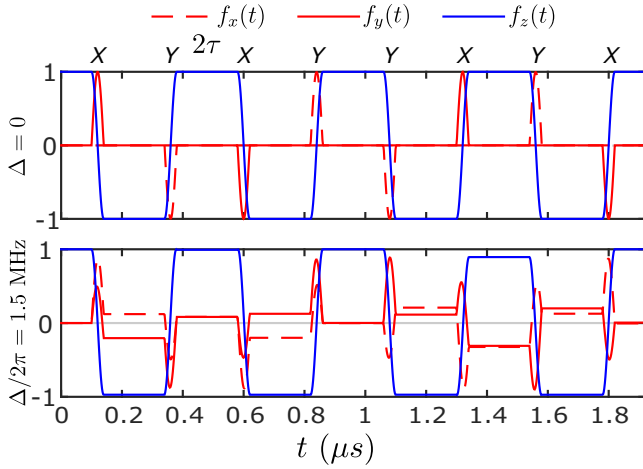 f_x(t) f_y(t) f_z(t)
X Y 2τ X Y Y X Y X
1
0
-1
Δ = 0
1
0
-1
Δ/2π = 1.5 MHz
0 0.2 0.4 0.6 0.8 1 1.2 1.4 1.6 1.8
t (μs)